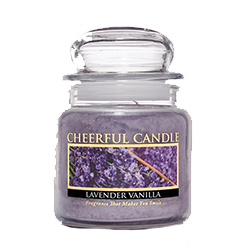 CHEERFUL CANDLE
LAVENDER VANILLA
Fragrance That Makes You Smile